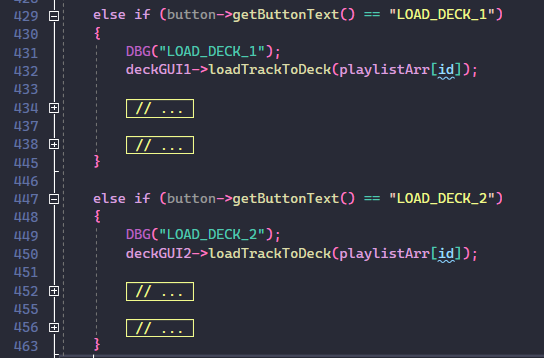 429 else if (button->getButtonText() == "LOAD_DECK_1")
430 {
431 DBG("LOAD_DECK_1");
432 deckGUI1->loadTrackToDeck(playlistArr[id]);
433
434 // ...
437
438 // ...
445 }
446
447 else if (button->getButtonText() == "LOAD_DECK_2")
448 {
449 DBG("LOAD_DECK_2");
450 deckGUI2->loadTrackToDeck(playlistArr[id]);
451
452 // ...
455
456 // ...
463 }